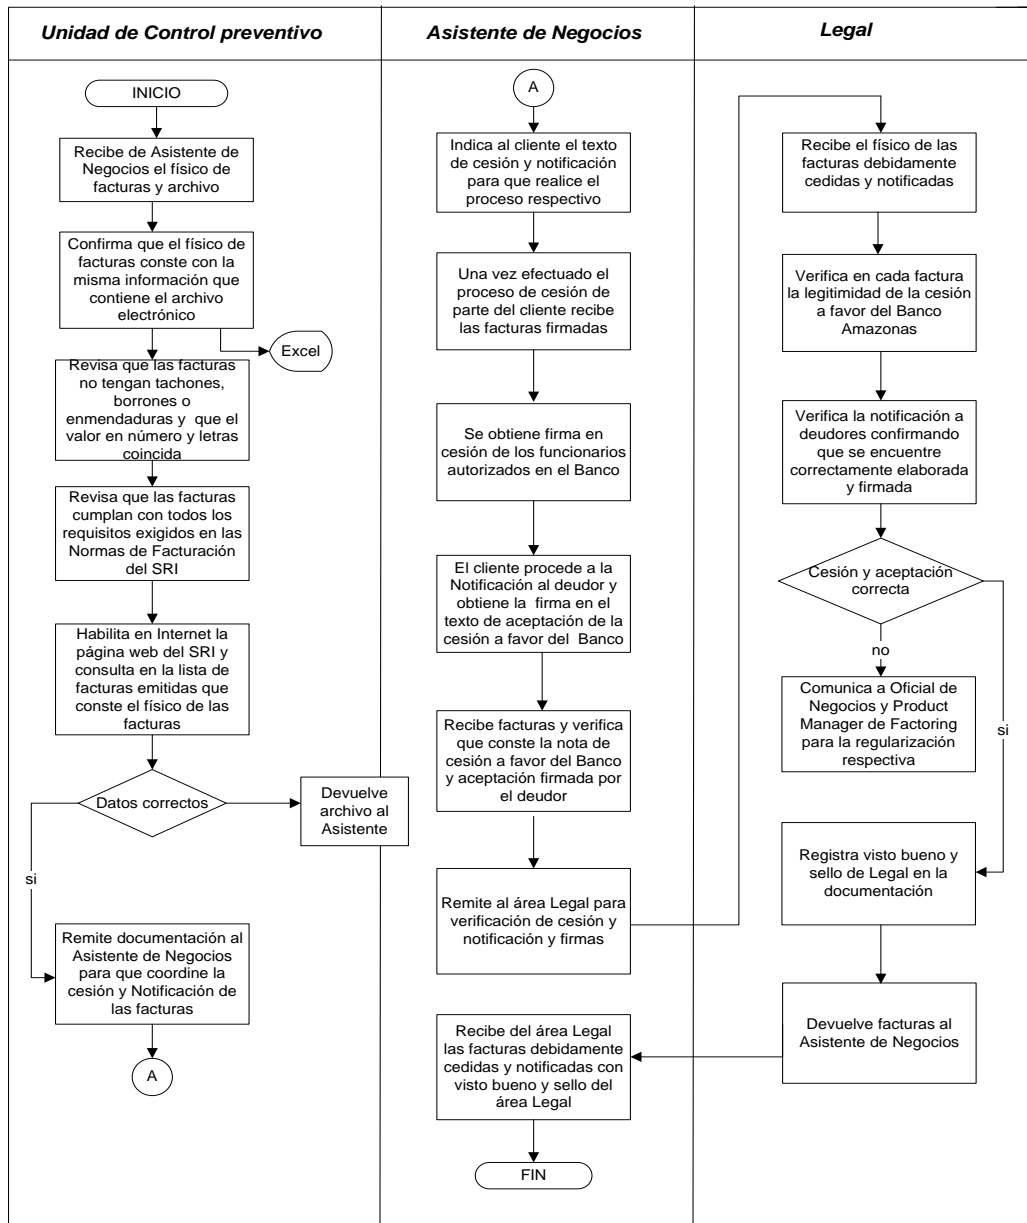 Unidad de Control preventivo
Asistente de Negocios
Legal
INICIO
Recibe de Asistente de
Negocios el físico de
facturas y archivo
Confirma que el físico de
facturas conste con la
misma información que
contiene el archivo
electrónico
Excel
Revisa que las facturas
no tengan tachones,
borrones o
enmendaduras y que el
valor en número y letras
coincida
Revisa que las facturas
cumplan con todos los
requisitos exigidos en las
Normas de Facturación
del SRI
Habilita en Internet la
página web del SRI y
consulta en la lista de
facturas emitidas que
conste el físico de las
facturas
Datos correctos
Devuelve
archivo al
Asistente
si
Remite documentación al
Asistente de Negocios
para que coordine la
cesión y Notificación de
las facturas
A
A
Indica al cliente el texto
de cesión y notificación
para que realice el
proceso respectivo
Una vez efectuado el
proceso de cesión de
parte del cliente recibe
las facturas firmadas
Se obtiene firma en
cesión de los funcionarios
autorizados en el Banco
El cliente procede a la
Notificación al deudor y
obtiene la firma en el
texto de aceptación de la
cesión a favor del Banco
Recibe facturas y verifica
que conste la nota de
cesión a favor del Banco
y aceptación firmada por
el deudor
Remite al área Legal para
verificación de cesión y
notificación y firmas
Recibe del área Legal
las facturas debidamente
cedidas y notificadas con
visto bueno y sello del
área Legal
FIN
Recibe el físico de las
facturas debidamente
cedidas y notificadas
Verifica en cada factura
la legitimidad de la cesión
a favor del Banco
Amazonas
Verifica la notificación a
deudores confirmando
que se encuentre
correctamente elaborada
y firmada
Cesión y aceptación
correcta
no
Comunica a Oficial de
Negocios y Product
Manager de Factoring
para la regularización
respectiva
si
Registra visto bueno y
sello de Legal en la
documentación
Devuelve facturas al
Asistente de Negocios